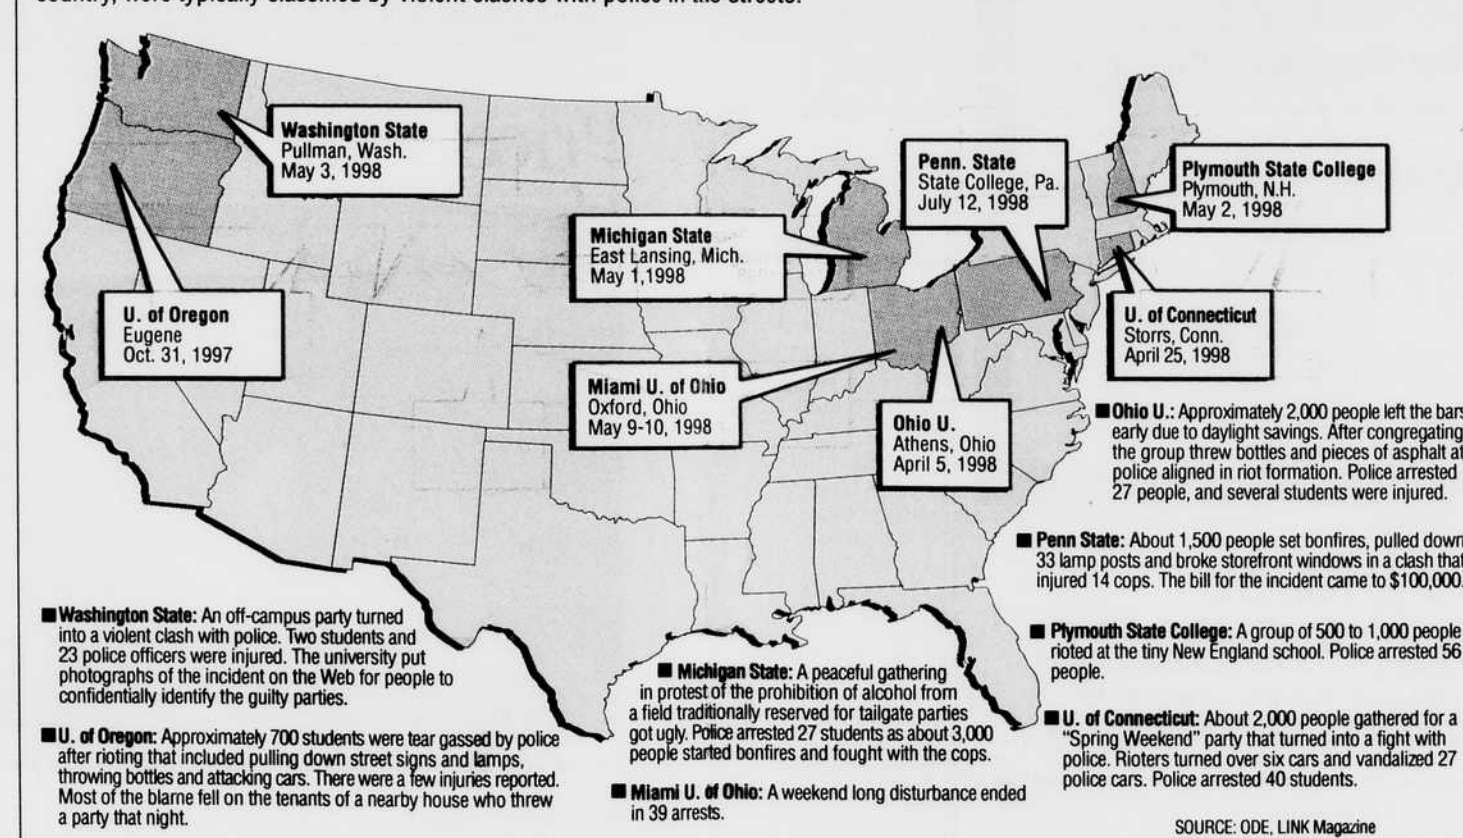 country, were typically classified by violent clashes with police in the streets.
Washington State
Pullman, Wash.
May 3, 1998
Penn. State
State College, Pa.
July 12, 1998
Plymouth State College
Plymouth, N.H.
May 2, 1998
Michigan State
East Lansing, Mich.
May 1,1998
U. of Oregon
Eugene
Oct. 31, 1997
U. of Connecticut
Storrs, Conn.
April 25, 1998
Miami U. of Ohio
Oxford, Ohio
May 9-10, 1998
Ohio U.
Athens, Ohio
April 5, 1998
■ Ohio U.: Approximately 2,000 people left the bars
early due to daylight savings. After congregating
the group threw bottles and pieces of asphalt at
police aligned in riot formation. Police arrested
27 people, and several students were injured.
■ Penn State: About 1,500 people set bonfires, pulled down
33 lamp posts and broke storefront windows in a clash that
injured 14 cops. The bill for the incident came to $100,000.
■ Plymouth State College: A group of 500 to 1,000 people
rioted at the tiny New England school. Police arrested 56
people.
■ U. of Connecticut: About 2,000 people gathered for a
“Spring Weekend” party that turned into a fight with
police. Rioters turned over six cars and vandalized 27
police cars. Police arrested 40 students.
■ Washington State: An off-campus party turned
into a violent clash with police. Two students and
23 police officers were injured. The university put
photographs of the incident on the Web for people to
confidentially identify the guilty parties.
■ U. of Oregon: Approximately 700 students were tear gassed by police
after rioting that included pulling down street signs and lamps,
throwing bottles and attacking cars. There were a few injuries reported.
Most of the blame fell on the tenants of a nearby house who threw
a party that night.
■ Michigan State: A peaceful gathering
in protest of the prohibition of alcohol from
a field traditionally reserved for tailgate parties
got ugly. Police arrested 27 students as about 3,000
people started bonfires and fought with the cops.
■ Miami U. of Ohio: A weekend long disturbance ended
in 39 arrests.
SOURCE: ODE, LINK Magazine